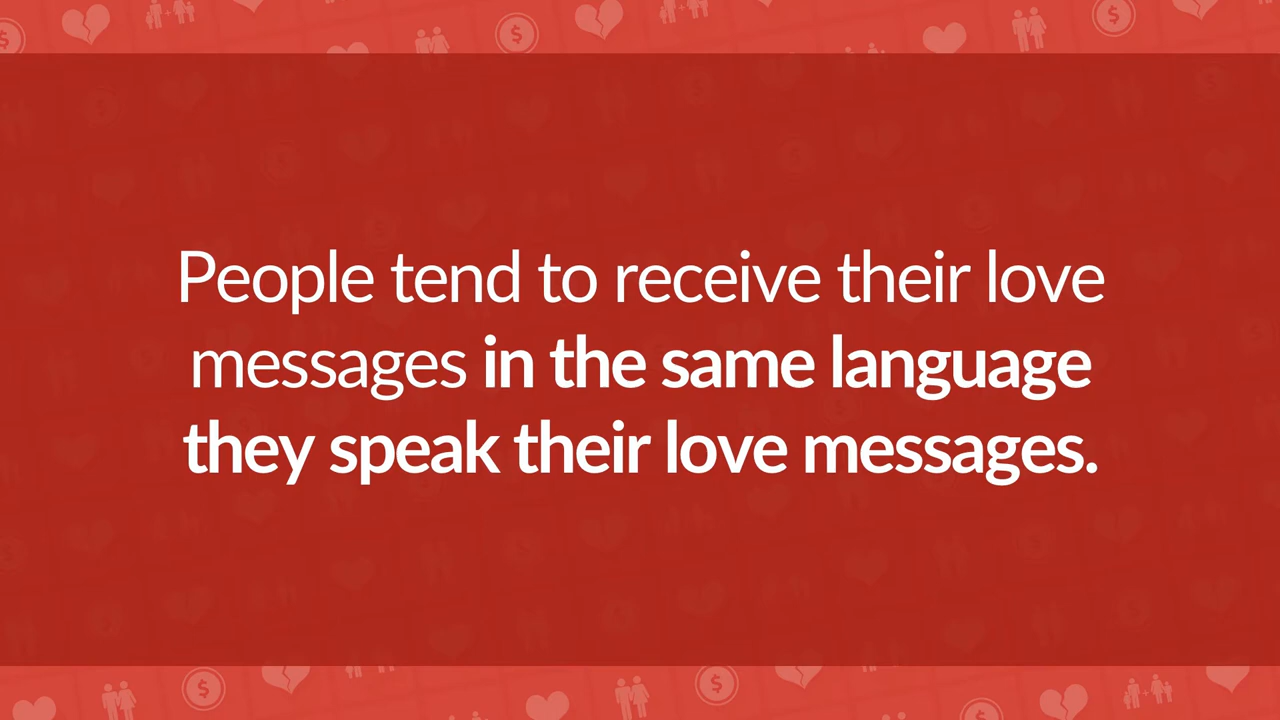 People tend to receive their love
messages in the same language
they speak their love messages.